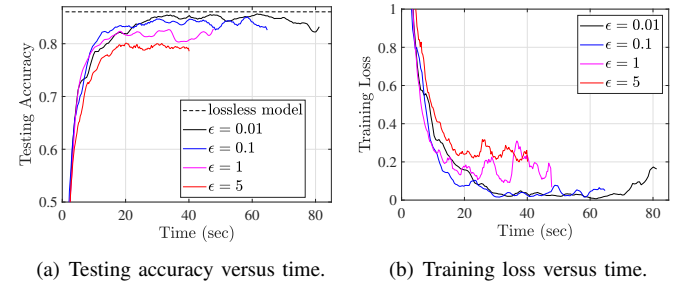 Testing Accuracy
0.8
0.7
0.6
0.5
0
20
40
60
80
Time (sec)
lossless model
ϵ = 0.01
ϵ = 0.1
ϵ = 1
ϵ = 5
(a) Testing accuracy versus time.
Training Loss
1
0.8
0.6
0.4
0.2
0
0
20
40
60
80
Time (sec)
ϵ = 0.01
ϵ = 0.1
ϵ = 1
ϵ = 5
(b) Training loss versus time.